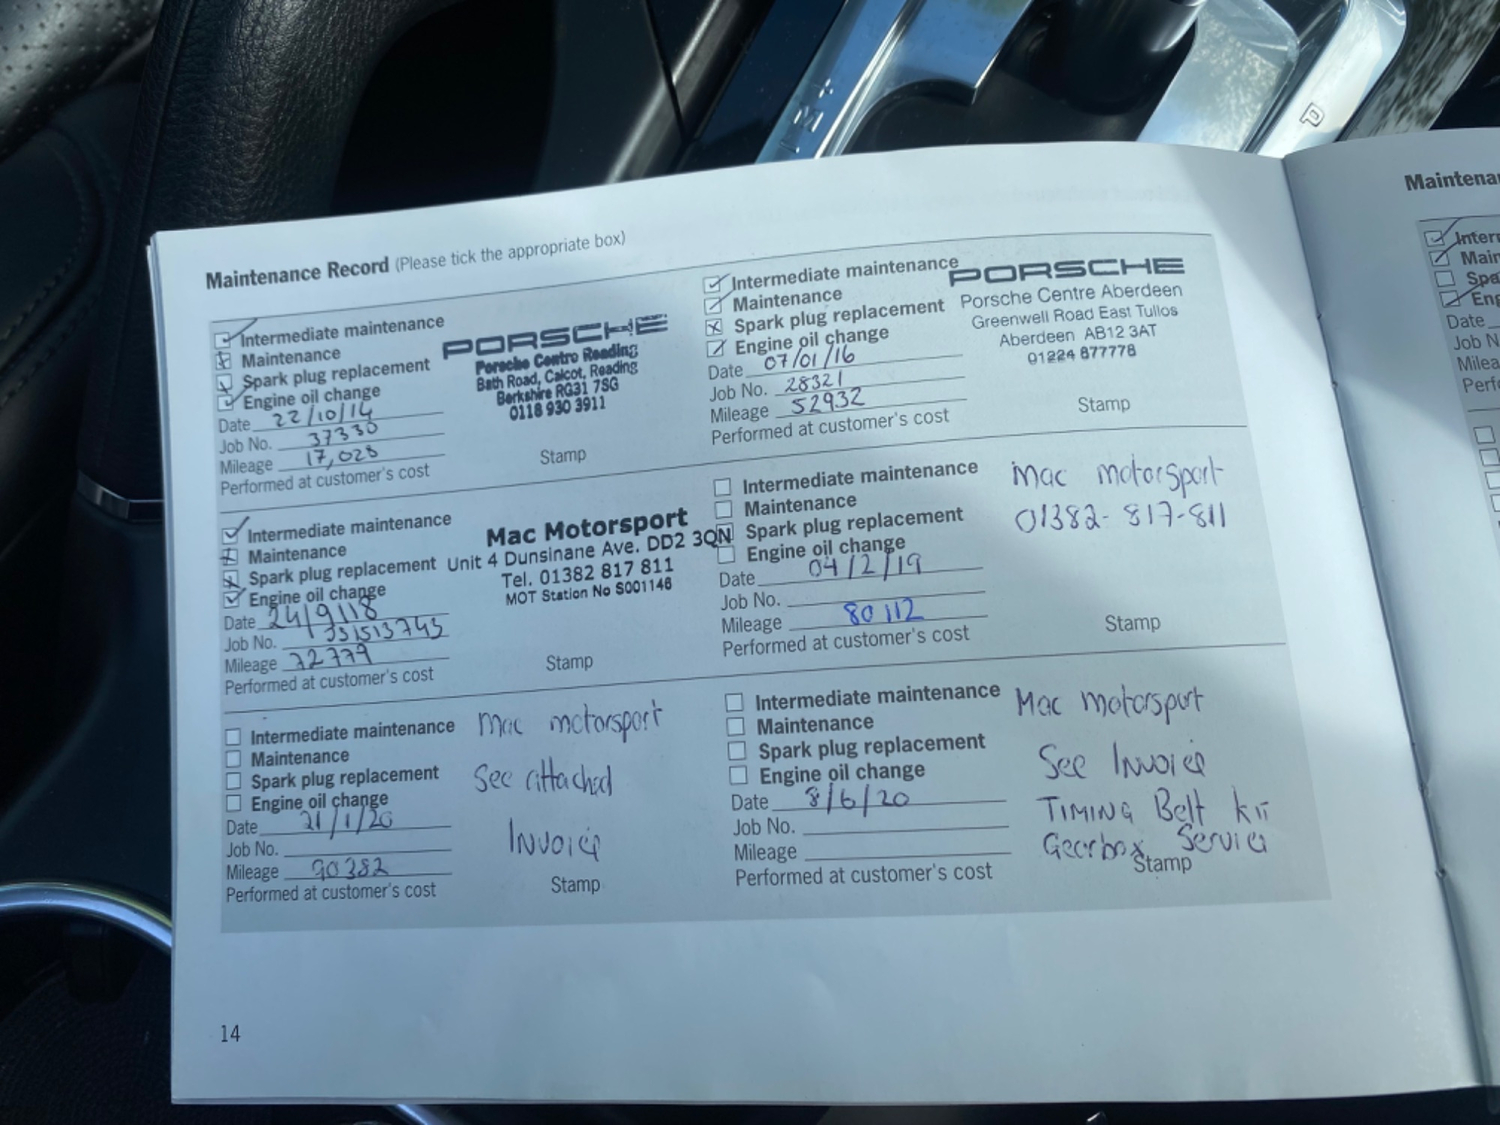 Maintenance Record (Please tick the appropriate box)
Intermediate maintenance
Maintenance
Spark plug replacement
Engine oil change
Date 22/10/14
Job No. 37330
Mileage 17,028
Performed at customer's cost
PORSCHE
Porsche Centre Reading
Bath Road, Calcot, Reading
Berkshire RG31 7SG
0118 930 3911
Stamp
Intermediate maintenance
Maintenance
Spark plug replacement
Engine oil change
Date 07/01/16
Job No. 28321
Mileage 52932
Performed at customer's cost
PORSCHE
Porsche Centre Aberdeen
Greenwell Road East Tullos
Aberdeen AB12 3AT
01224 877778
Stamp
Intermediate maintenance
Maintenance
Spark plug replacement
Engine oil change
Date 24/9/18
Job No.
Mileage 72779
Performed at customer's cost
Mac Motorsport
Unit 4 Dunsinane Ave. DD2 3QN
Tel. 01382 817 811
MOT Station No S001146
Stamp
Intermediate maintenance
Maintenance
Spark plug replacement
Engine oil change
Date 04/2/19
Job No.
Mileage 80112
Performed at customer's cost
Mac Motorsport
01382-817-811
Stamp
Intermediate maintenance
Maintenance
Spark plug replacement
Engine oil change
Date 21/1/20
Job No.
Mileage 90382
Performed at customer's cost
Mac motorsport
See Attached
Invoice
Stamp
Intermediate maintenance
Maintenance
Spark plug replacement
Engine oil change
Date 8/6/20
Job No.
Mileage
Performed at customer's cost
Mac Motorsport
See Invoice
TIMING Belt Kit
Gearbox Service
Stamp
14
Date
P